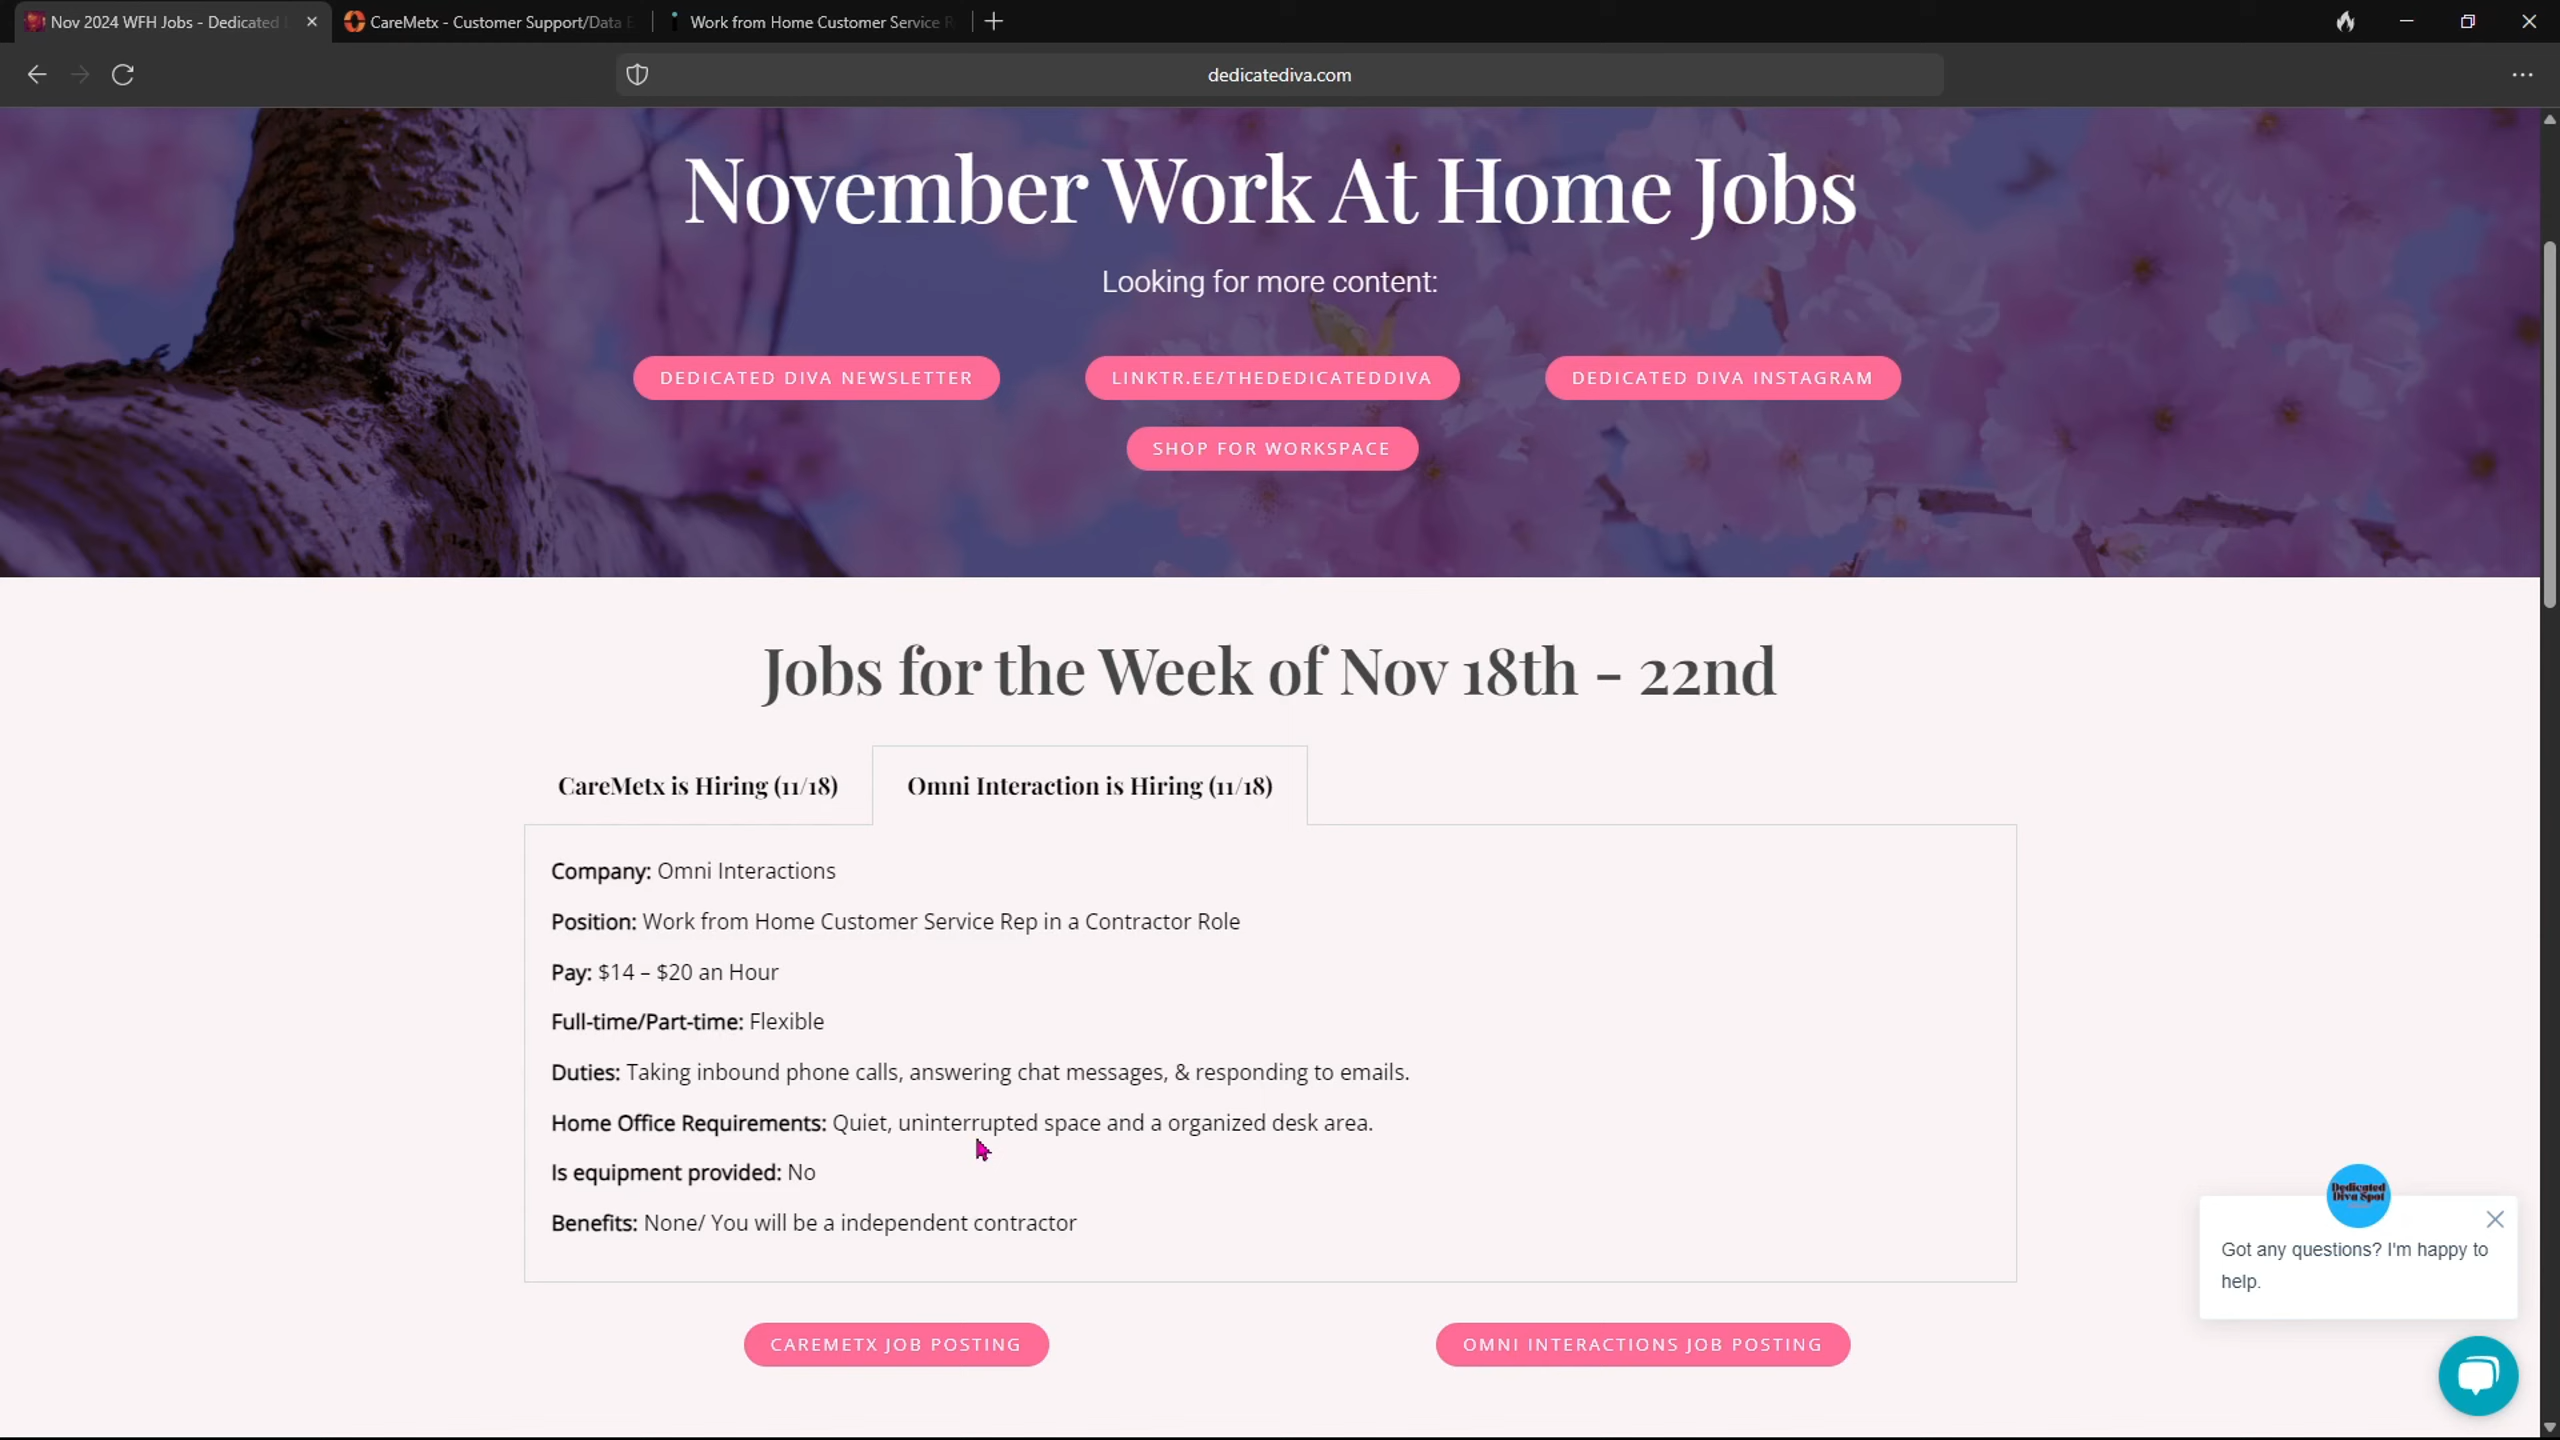 Nov 2024 WFH Jobs - Dedicated
CareMetx - Customer Support/Data E
Work from Home Customer Service R
dedicatediva.com
November Work At Home Jobs
Looking for more content:
DEDICATED DIVA NEWSLETTER
LINKTR.EE/THEDEDICATEDDIVA
DEDICATED DIVA INSTAGRAM
SHOP FOR WORKSPACE
Jobs for the Week of Nov 18th - 22nd
CareMetx is Hiring (11/18)
Omni Interaction is Hiring (11/18)
Company: Omni Interactions
Position: Work from Home Customer Service Rep in a Contractor Role
Pay: $14 – $20 an Hour
Full-time/Part-time: Flexible
Duties: Taking inbound phone calls, answering chat messages, & responding to emails.
Home Office Requirements: Quiet, uninterrupted space and a organized desk area.
Is equipment provided: No
Benefits: None/ You will be a independent contractor
Dedicated
Diva Spot
Got any questions? I'm happy to
help.
CAREMETX JOB POSTING
OMNI INTERACTIONS JOB POSTING